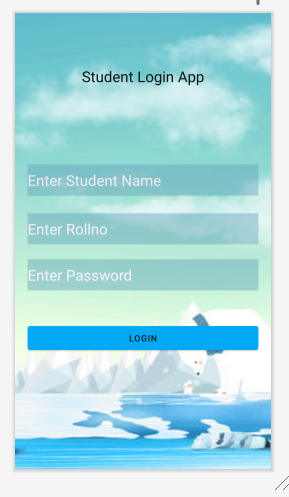 Student Login App
Enter Student Name
Enter Rollno
Enter Password
LOGIN